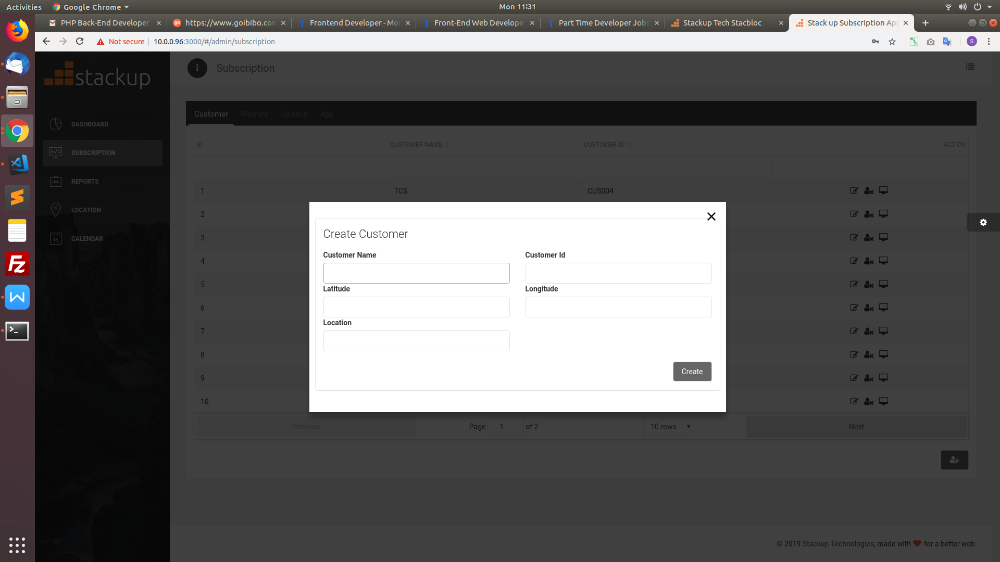 Activities Google Chrome Mon 11:31
PHP Back-End Developer https://www.goibibo.con Frontend Developer - Mor Front-End Web Develope Part Time Developer Jobs Stackup Tech Stacbloc Stack up Subscription App
Not secure 10.0.0.96:3000/#/admin/subscription S
stackup
Subscription
DASHBOARD
SUBSCRIPTION
REPORTS
LOCATION
15 CALENDAR
Customer Machine Licence App
ID CUSTOMER NAME CUSTOMER ID ACTION
1 TCS CUS004
2
3
4
5
6
7
8
9
10
Create Customer
Customer Name Customer Id
Latitude Longitude
Location
Create
Previous Page 1 of 2 10 rows Next
© 2019 Stackup Technologies, made with ❤ for a better web